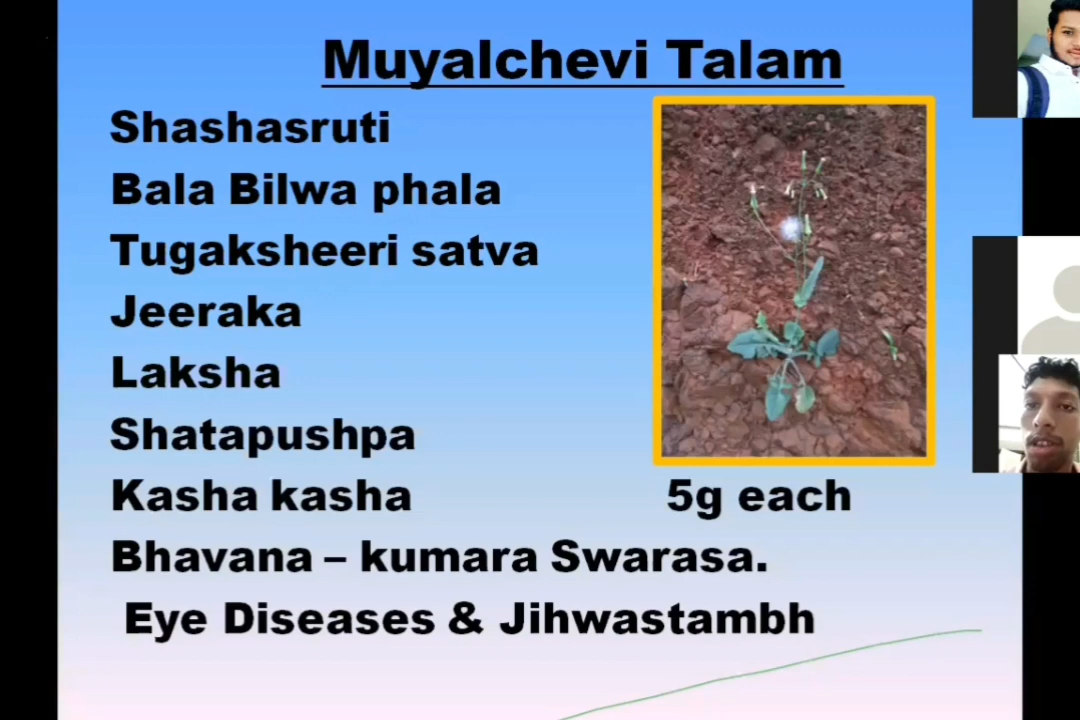 Muyalchevi Talam
Shashasruti
Bala Bilwa phala
Tugaksheeri satva
Jeeraka
Laksha
Shatapushpa
Kasha kasha 5g each
Bhavana – kumara Swarasa.
Eye Diseases & Jihwastambh